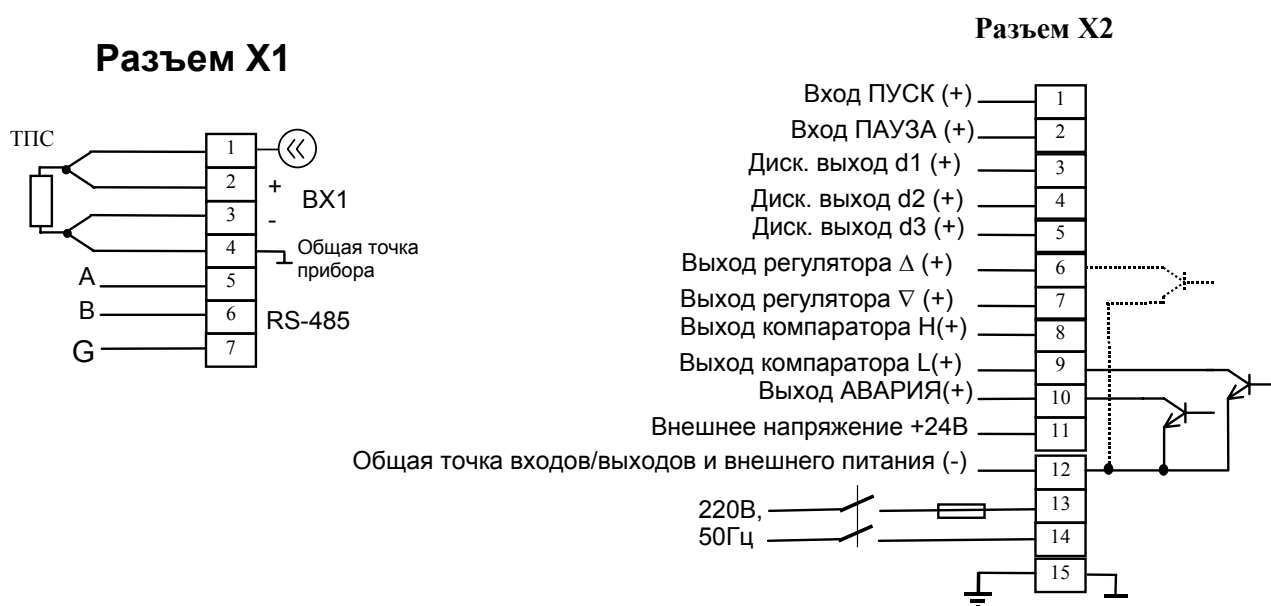 Разъем X1
ТПС
1
2
+
BX1
3
-
4
Общая точка
прибора
A
5
B
6
RS-485
G
7
Разъем X2
Вход ПУСК (+)
1
Вход ПАУЗА (+)
2
Диск. выход d1 (+)
3
Диск. выход d2 (+)
4
Диск. выход d3 (+)
5
Выход регулятора Δ (+)
6
Выход регулятора ∇ (+)
7
Выход компаратора H(+)
8
Выход компаратора L(+)
9
Выход АВАРИЯ(+)
10
Внешнее напряжение +24В
11
Общая точка входов/выходов и внешнего питания (-)
12
220В,
13
50Гц
14
15